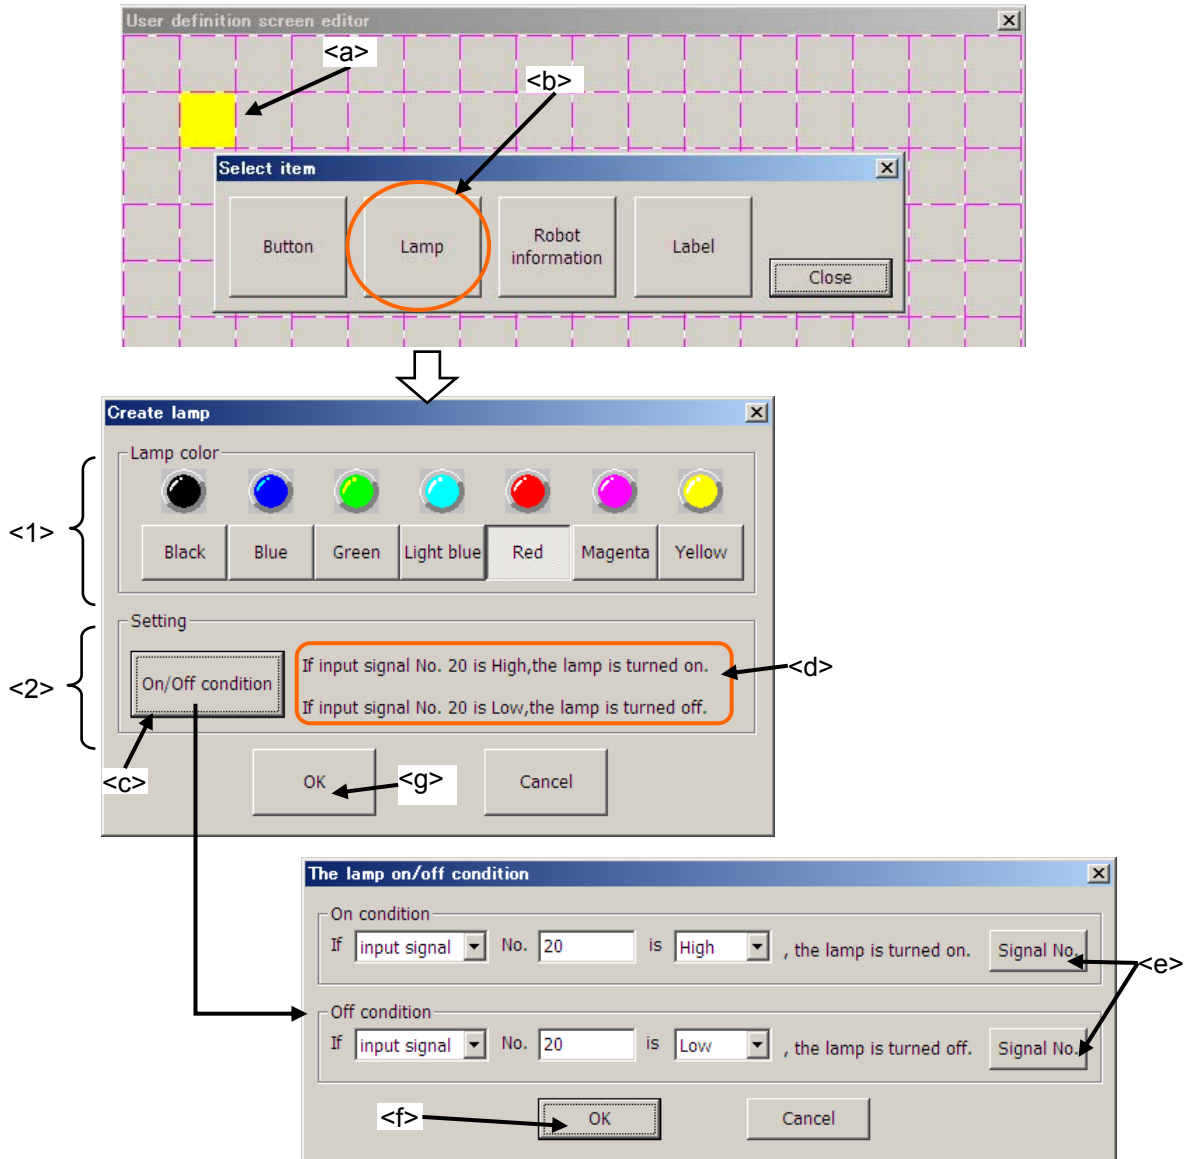 User definition screen editor
<a>
<b>
Select item
Button
Lamp
Robot
information
Label
Close
Create lamp
Lamp color
<1>
Black Blue Green Light blue Red Magenta Yellow
Setting
<2>
On/Off condition
If input signal No. 20 is High,the lamp is turned on.
If input signal No. 20 is Low,the lamp is turned off.
<d>
<c>
OK
<g>
Cancel
The lamp on/off condition
On condition
If input signal No. 20 is High , the lamp is turned on. Signal No.
<e>
Off condition
If input signal No. 20 is Low , the lamp is turned off. Signal No.
<f>
OK
Cancel